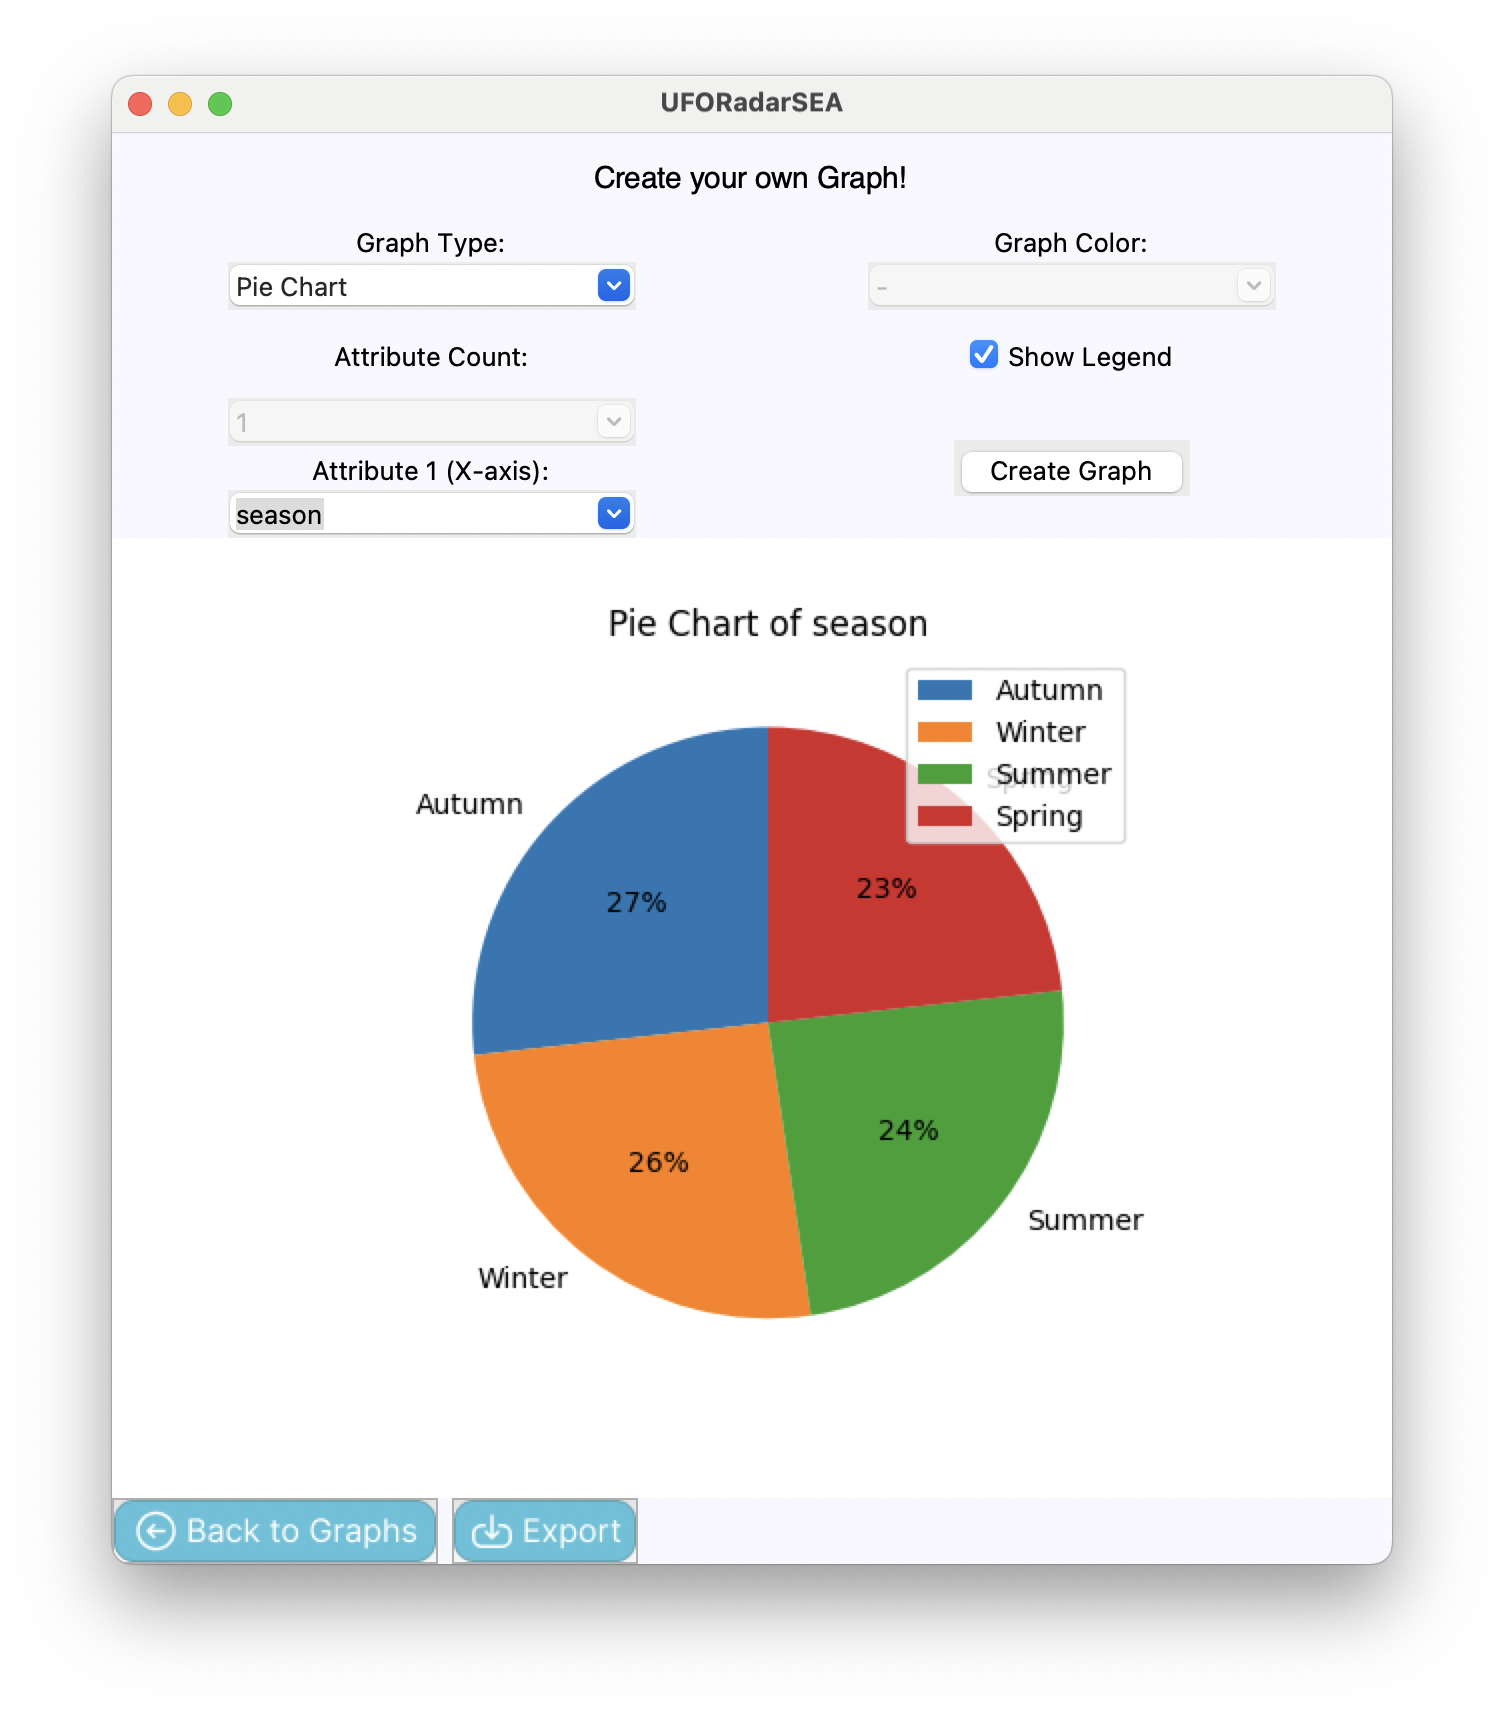 UFORadarSEA
Create your own Graph!
Graph Type:
Graph Color:
Pie Chart
-
Attribute Count:
Show Legend
1
Attribute 1 (X-axis):
Create Graph
season
Pie Chart of season
Autumn
Winter
Summer
Spring
Spring
Autumn
27%
23%
26%
24%
Summer
Winter
Back to Graphs
Export